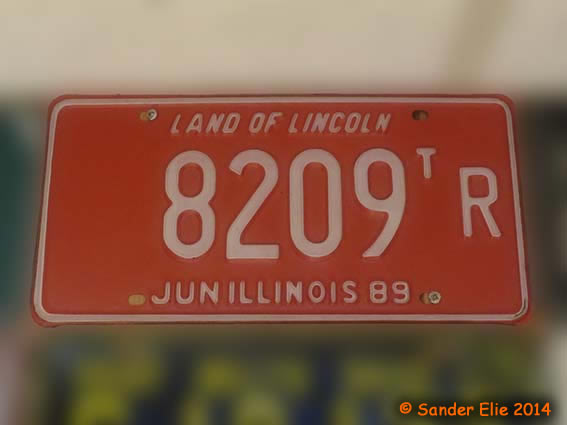 LAND OF LINCOLN
8209 T R
JUN ILLINOIS 89
© Sander Elie 2014